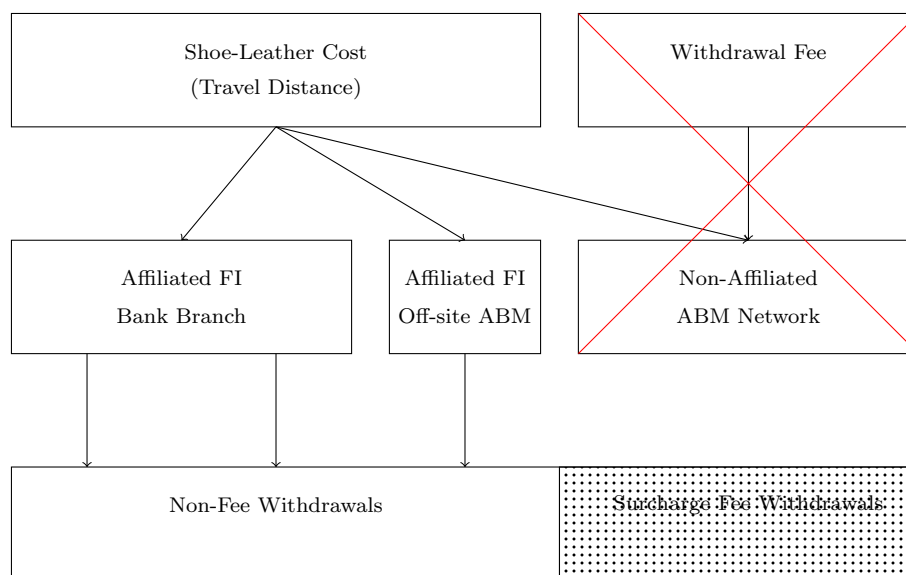 Shoe-Leather Cost
(Travel Distance)
Withdrawal Fee
Affiliated FI
Bank Branch
Affiliated FI
Off-site ABM
Non-Affiliated
ABM Network
Non-Fee Withdrawals
Surcharge Fee Withdrawals